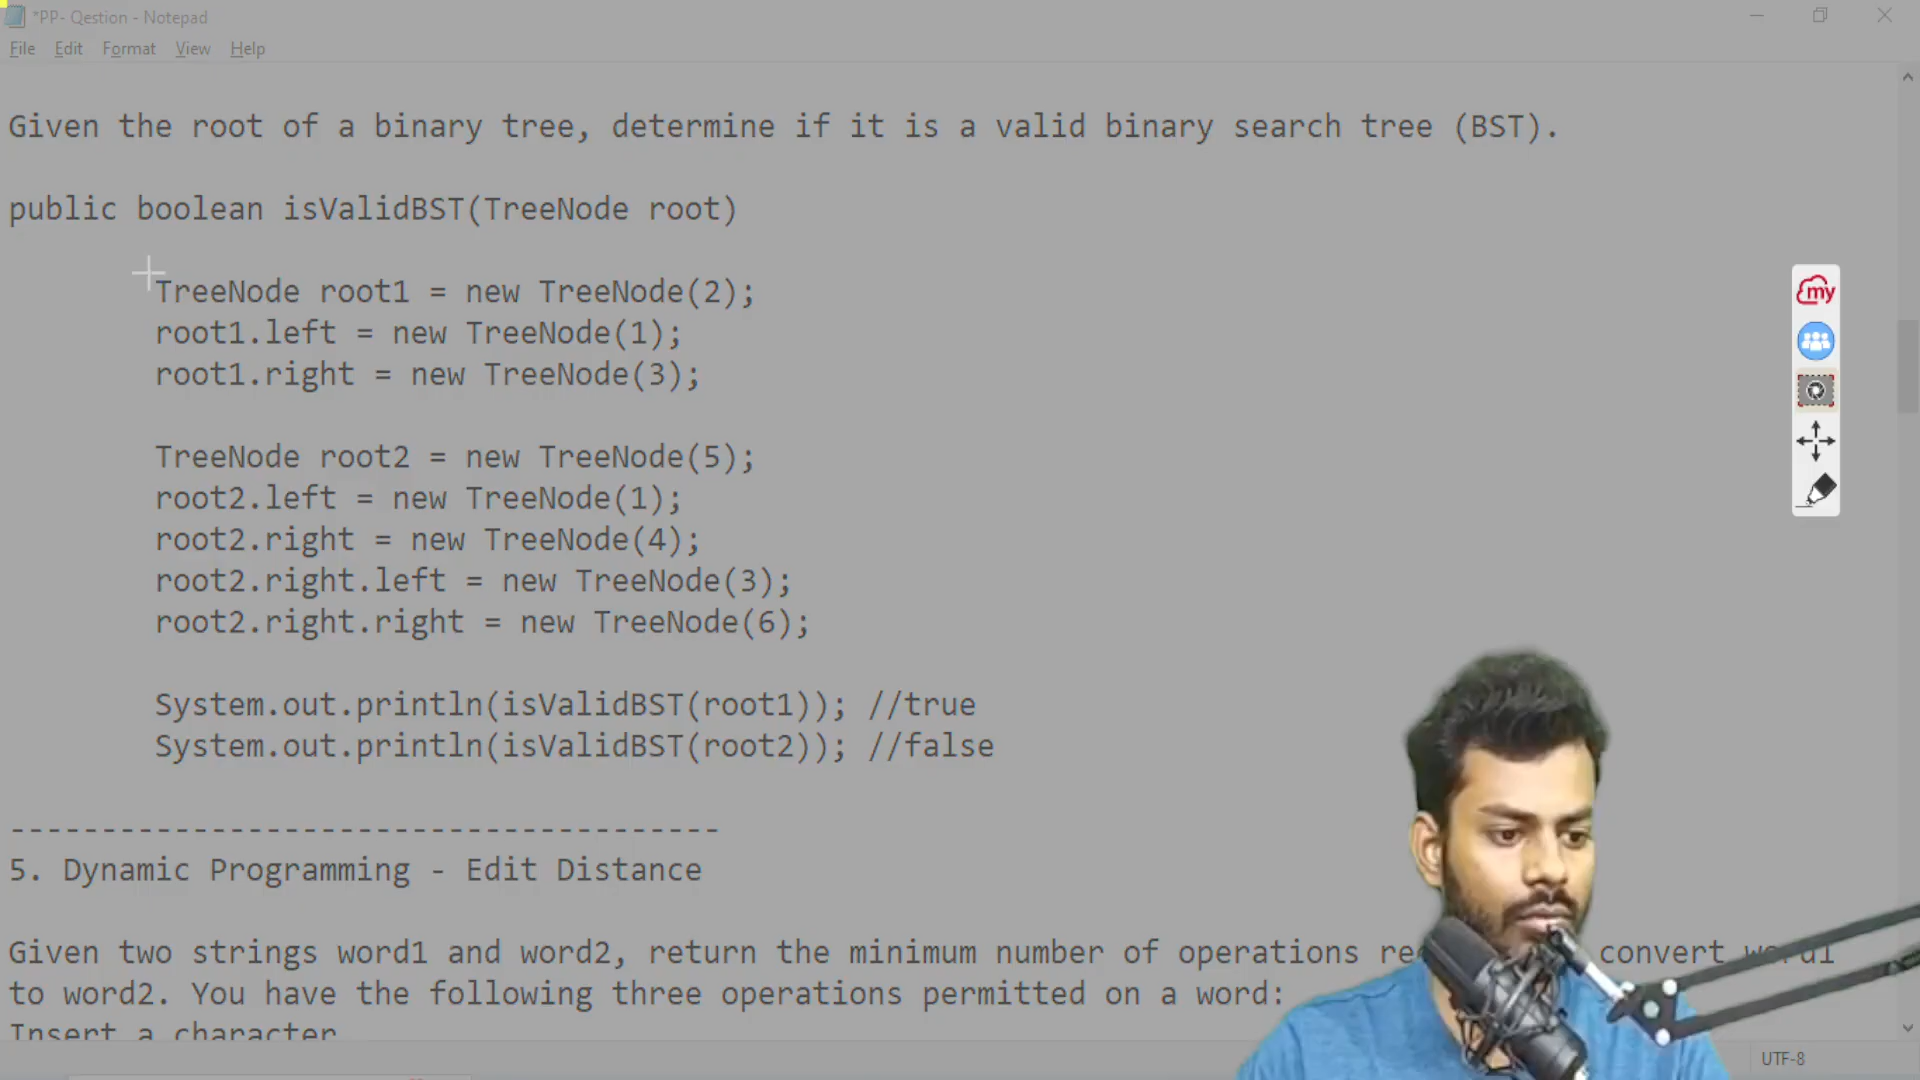 *PP- Qestion - Notepad
File Edit Format View Help
Given the root of a binary tree, determine if it is a valid binary search tree (BST).
public boolean isValidBST(TreeNode root)
TreeNode root1 = new TreeNode(2);
root1.left = new TreeNode(1);
root1.right = new TreeNode(3);
TreeNode root2 = new TreeNode(5);
root2.left = new TreeNode(1);
root2.right = new TreeNode(4);
root2.right.left = new TreeNode(3);
root2.right.right = new TreeNode(6);
System.out.println(isValidBST(root1)); //true
System.out.println(isValidBST(root2)); //false
---------------------------------------
5. Dynamic Programming - Edit Distance
Given two strings word1 and word2, return the minimum number of operations convert word1
to word2. You have the following three operations permitted on a word:
Insert a character
my
UTF-8